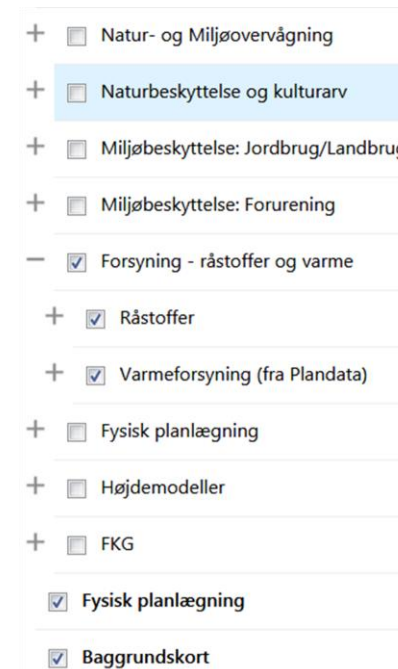 Natur- og Miljøovervågning
Naturbeskyttelse og kulturarv
Miljøbeskyttelse: Jordbrug/Landbrug
Miljøbeskyttelse: Forurening
Forsyning - råstoffer og varme
Råstoffer
Varmeforsyning (fra Plandata)
Fysisk planlægning
Højdemodeller
FKG
Fysisk planlægning
Baggrundskort